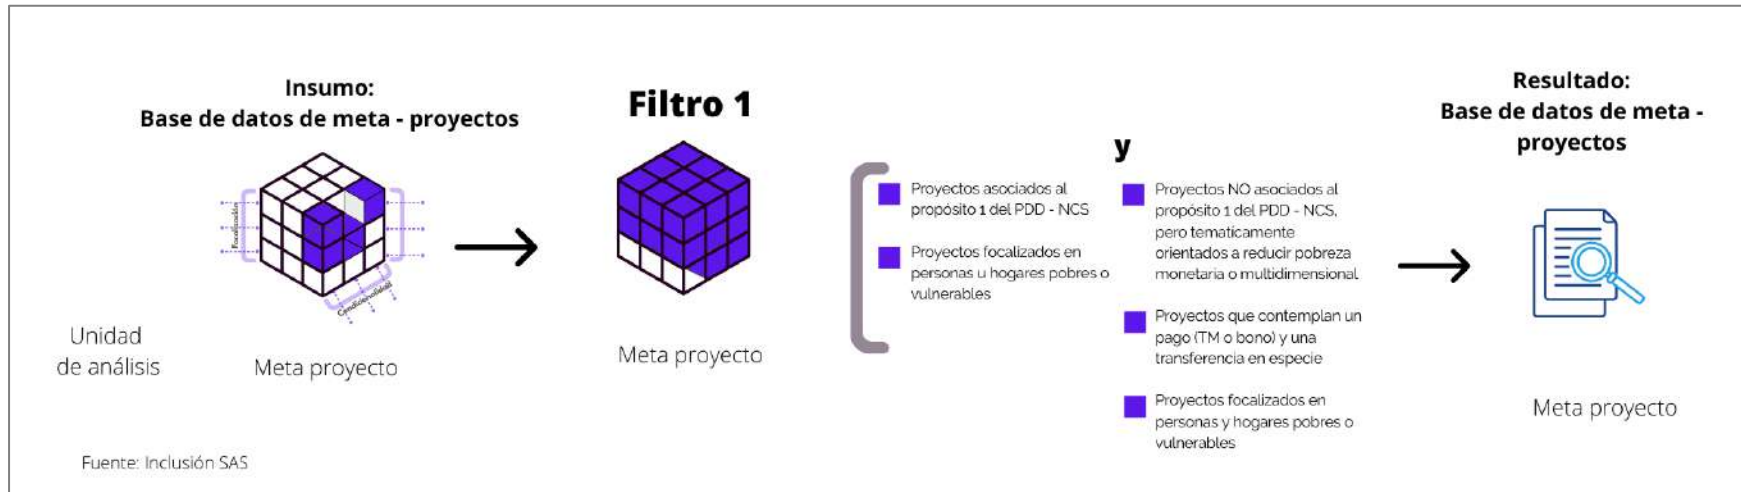 Insumo:
Base de datos de meta - proyectos
Focalización
Condicionalidad
Unidad
de análisis
Meta proyecto
Filtro 1
Meta proyecto
Proyectos asociados al
propósito 1 del PDD - NCS
Proyectos focalizados en
personas u hogares pobres o
vulnerables
y
Proyectos NO asociados al
propósito 1 del PDD - NCS,
pero tematicamente
orientados a reducir pobreza
monetaria o multidimensional
Proyectos que contemplan un
pago (TM o bono) y una
transferencia en especie
Proyectos focalizados en
personas y hogares pobres o
vulnerables
Resultado:
Base de datos de meta -
proyectos
Meta proyecto
Fuente: Inclusión SAS